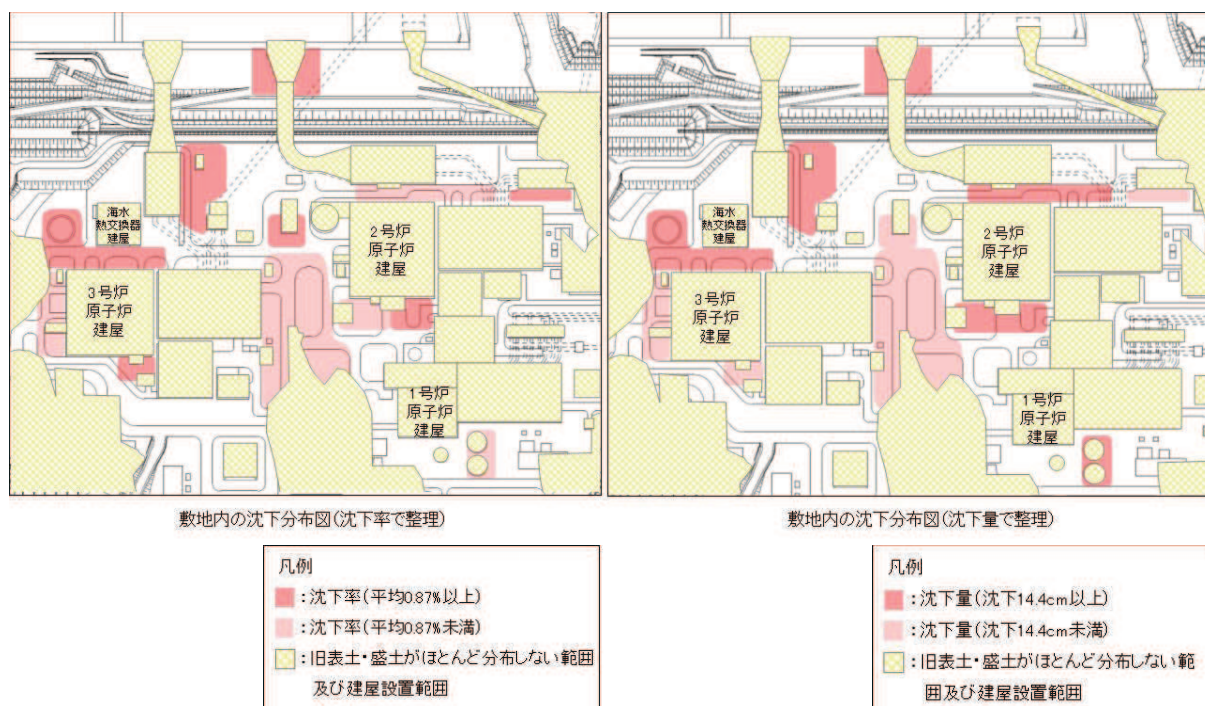 海水
熱交換器
建屋
2号炉
原子炉
建屋
3号炉
原子炉
建屋
1号炉
原子炉
建屋
敷地内の沈下分布図(沈下率で整理)
海水
熱交換器
建屋
2号炉
原子炉
建屋
3号炉
原子炉
建屋
1号炉
原子炉
建屋
敷地内の沈下分布図(沈下量で整理)
凡例
:沈下率(平均0.87%以上)
:沈下率(平均0.87%未満)
:旧表土・盛土がほとんど分布しない範囲
及び建屋設置範囲
凡例
:沈下量(沈下14.4cm以上)
:沈下量(沈下14.4cm未満)
:旧表土・盛土がほとんど分布しない範
囲及び建屋設置範囲